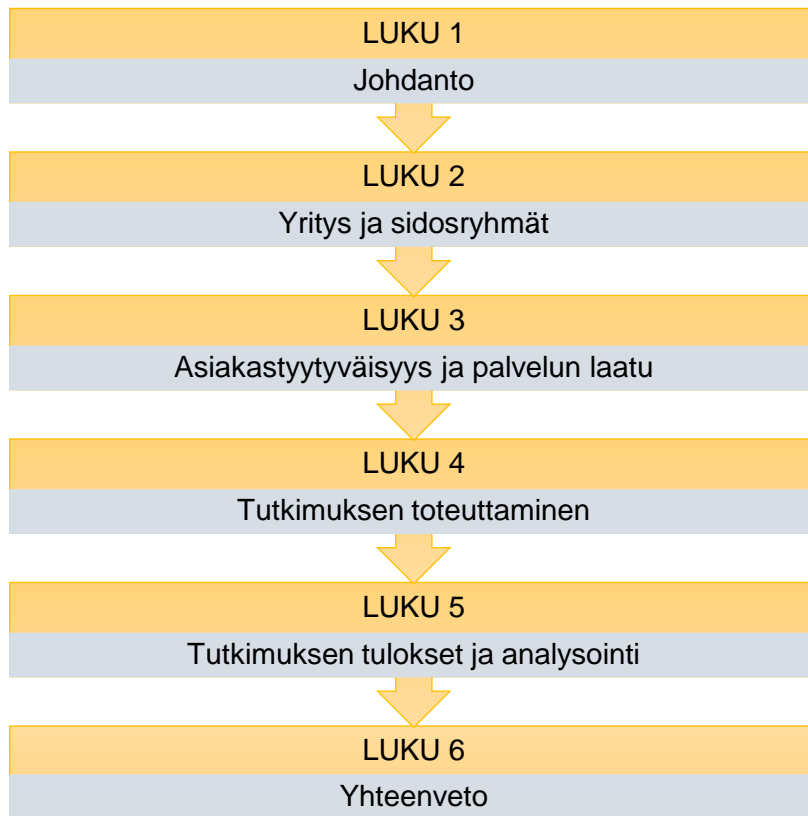 LUKU 1
Johdanto
LUKU 2
Yritys ja sidosryhmät
LUKU 3
Asiakastyytyväisyys ja palvelun laatu
LUKU 4
Tutkimuksen toteuttaminen
LUKU 5
Tutkimuksen tulokset ja analysointi
LUKU 6
Yhteenveto